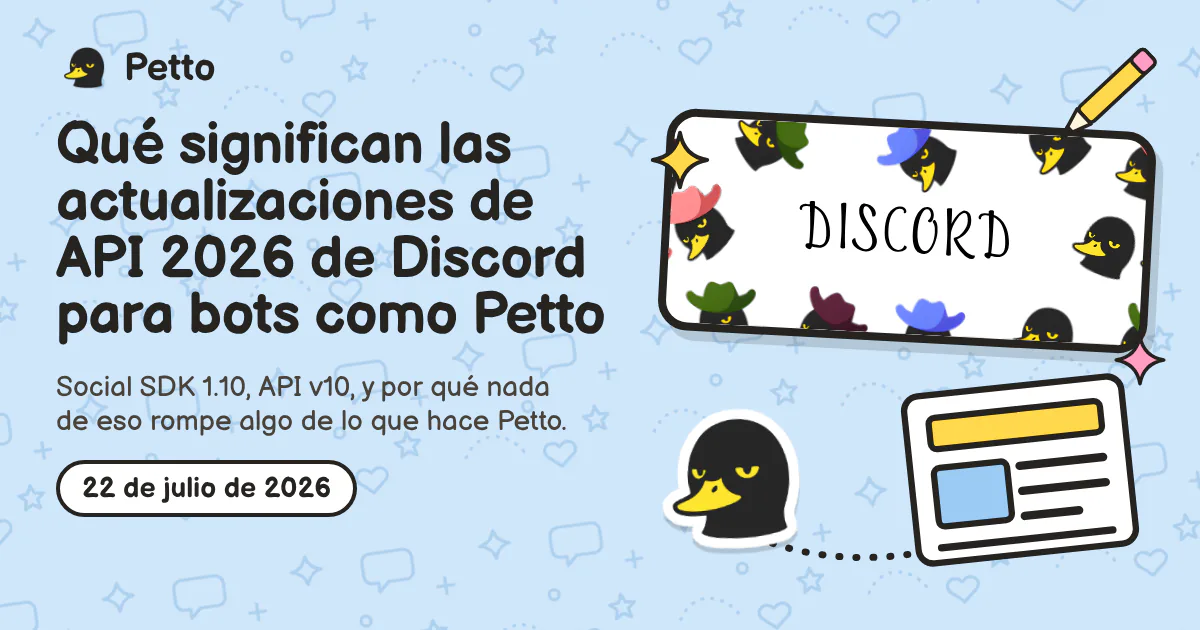 Petto
Qué significan las
actualizaciones de
API 2026 de Discord
para bots como Petto
Social SDK 1.10, API v10, y por qué nada
de eso rompe algo de lo que hace Petto.
22 de julio de 2026
DISCORD